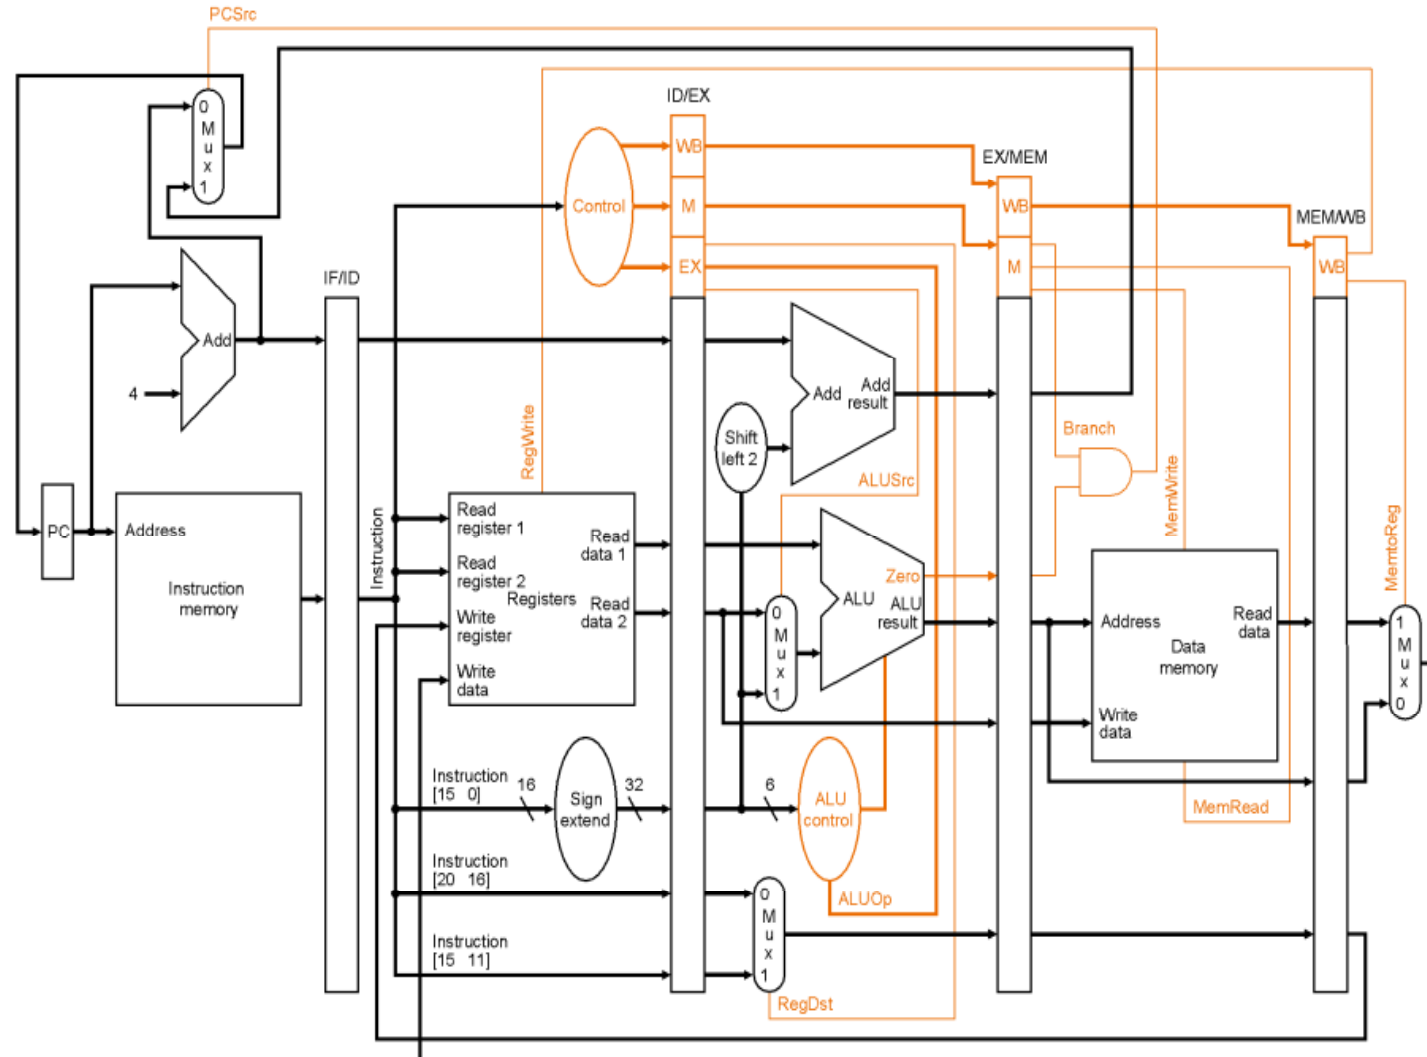 PCSrc
ID/EX
0
M
u
x
1
WB
EX/MEM
Control
M
WB
MEM/WB
EX
M
WB
IF/ID
Add
4
Add
Add
result
Shift
left 2
RegWrite
Branch
ALUSrc
MemWrite
MemtoReg
PC
Address
Instruction
memory
Instruction
Read
register 1
Read
register 2
Write
register
Write
data
Registers
Read
data 1
Read
data 2
0
M
u
x
1
Zero
ALU
ALU
result
Address
Read
data
Data
memory
Write
data
1
M
u
x
0
Instruction
[15 0]
16
Sign
extend
32
6
ALU
control
MemRead
Instruction
[20 16]
ALUOp
0
M
u
x
1
Instruction
[15 11]
RegDst